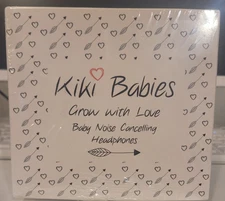 Kiki Babies
Grow with Love
Baby Noise Cancelling
Headphones